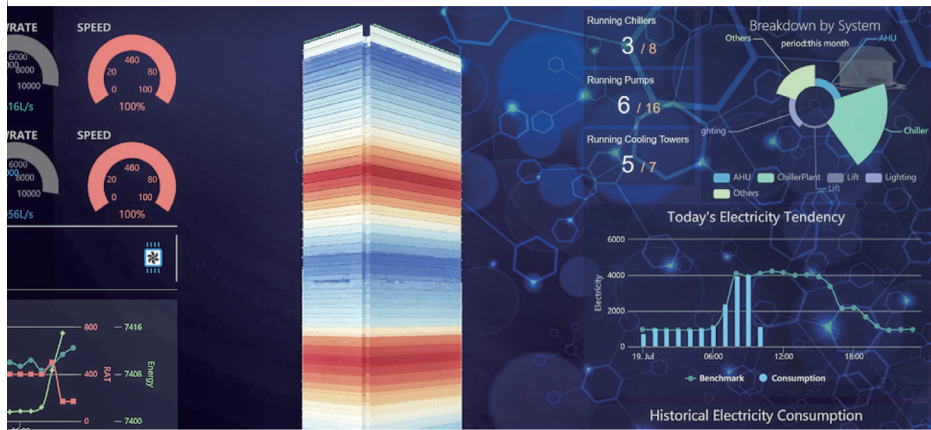 WRATE
SPEED
6000
8000
10000
460
20
80
0
100
100%
816L/s
WRATE
SPEED
6000
10000
460
20
80
0
100
100%
56L/s
800
7416
400
RAT
7408
Energy
0
7400
Running Chillers
3 / 8
Running Pumps
6 / 16
Running Cooling Towers
5 / 7
Breakdown by System
period:this month
Others
AHU
ghting
Chiller
Lift
AHU
ChillerPlant
Lift
Lighting
Others
Today's Electricity Tendency
6000
4000
2000
0
Electricity
19. Jul
06:00
12:00
18:00
Benchmark
Consumption
Historical Electricity Consumption